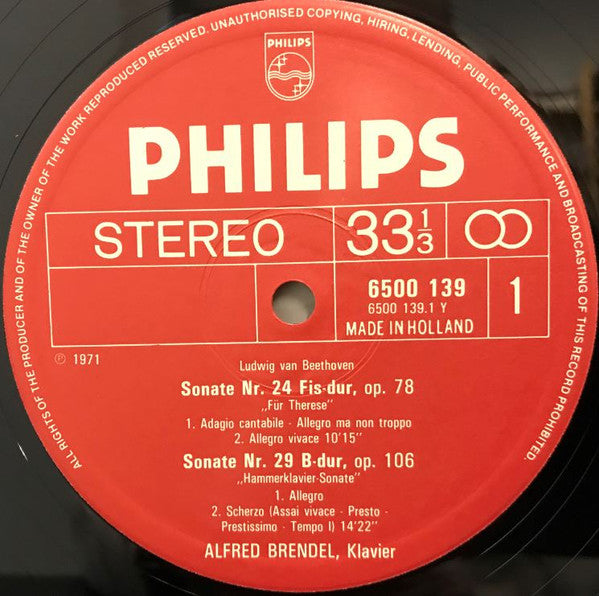 ALL RIGHTS OF THE PRODUCER AND OF THE OWNER OF THE WORK REPRODUCED RESERVED. UNAUTHORISED COPYING, HIRING, LENDING, PUBLIC PERFORMANCE AND BROADCASTING OF THIS RECORD PROHIBITED.
PHILIPS
PHILIPS
STEREO
33 1/3
6500 139
6500 139.1 Y
MADE IN HOLLAND
1
℗ 1971
Ludwig van Beethoven
Sonate Nr. 24 Fis-dur, op. 78
„Für Therese"
1. Adagio cantabile - Allegro ma non troppo
2. Allegro vivace 10'15"
Sonate Nr. 29 B-dur, op. 106
„Hammerklavier-Sonate"
1. Allegro
2. Scherzo (Assai vivace - Presto -
Prestissimo - Tempo I) 14'22"
ALFRED BRENDEL, Klavier